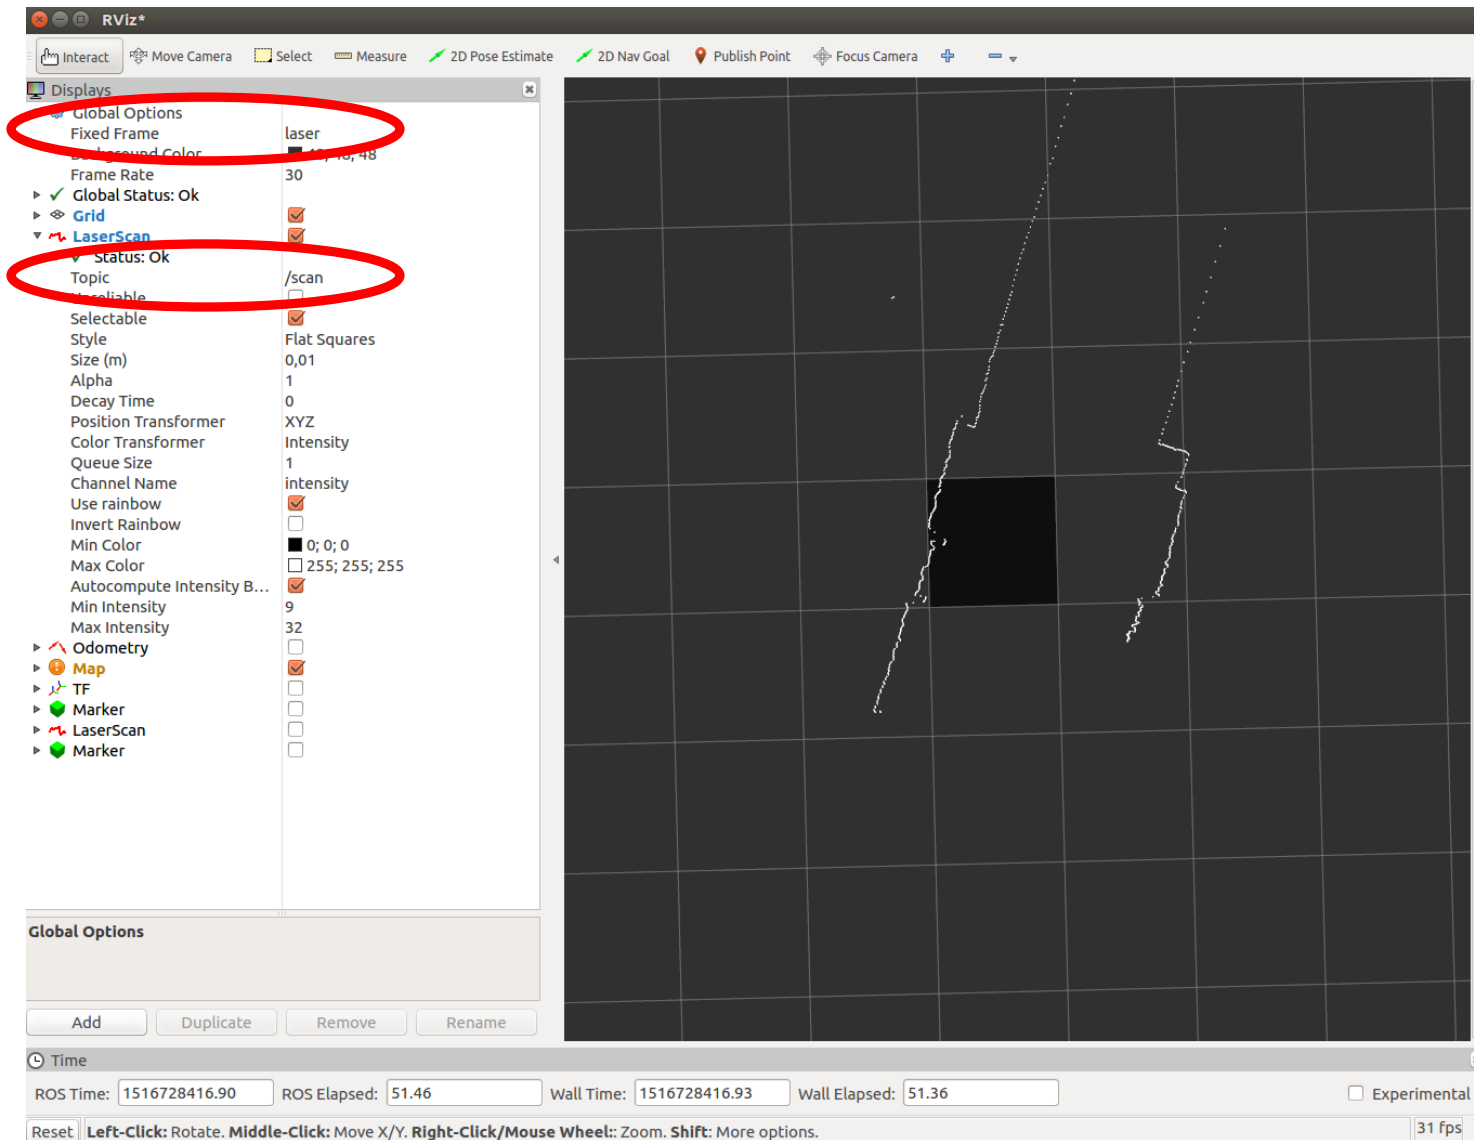 RViz*
Interact Move Camera Select Measure 2D Pose Estimate 2D Nav Goal Publish Point Focus Camera
Displays
Global Options
Fixed Frame laser
Background Color 48; 48; 48
Frame Rate 30
Global Status: Ok
Grid
LaserScan
Status: Ok
Topic /scan
Unreliable
Selectable
Style Flat Squares
Size (m) 0,01
Alpha 1
Decay Time 0
Position Transformer XYZ
Color Transformer Intensity
Queue Size 1
Channel Name intensity
Use rainbow
Invert Rainbow
Min Color 0; 0; 0
Max Color 255; 255; 255
Autocompute Intensity B...
Min Intensity 9
Max Intensity 32
Odometry
Map
TF
Marker
LaserScan
Marker
Global Options
Add Duplicate Remove Rename
Time
ROS Time: 1516728416.90 ROS Elapsed: 51.46 Wall Time: 1516728416.93 Wall Elapsed: 51.36 Experimental
Reset Left-Click: Rotate. Middle-Click: Move X/Y. Right-Click/Mouse Wheel:: Zoom. Shift: More options. 31 fps